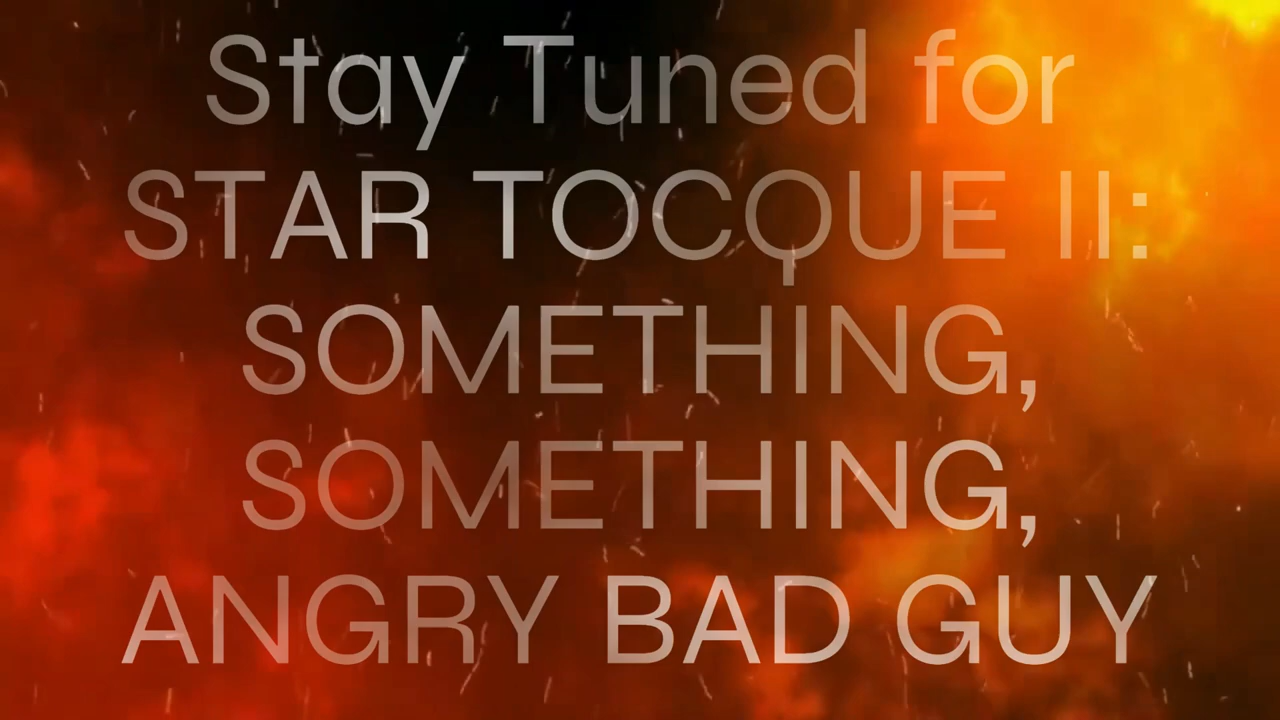 Stay Tuned for
STAR TOCQUE II:
SOMETHING,
SOMETHING,
ANGRY BAD GUY